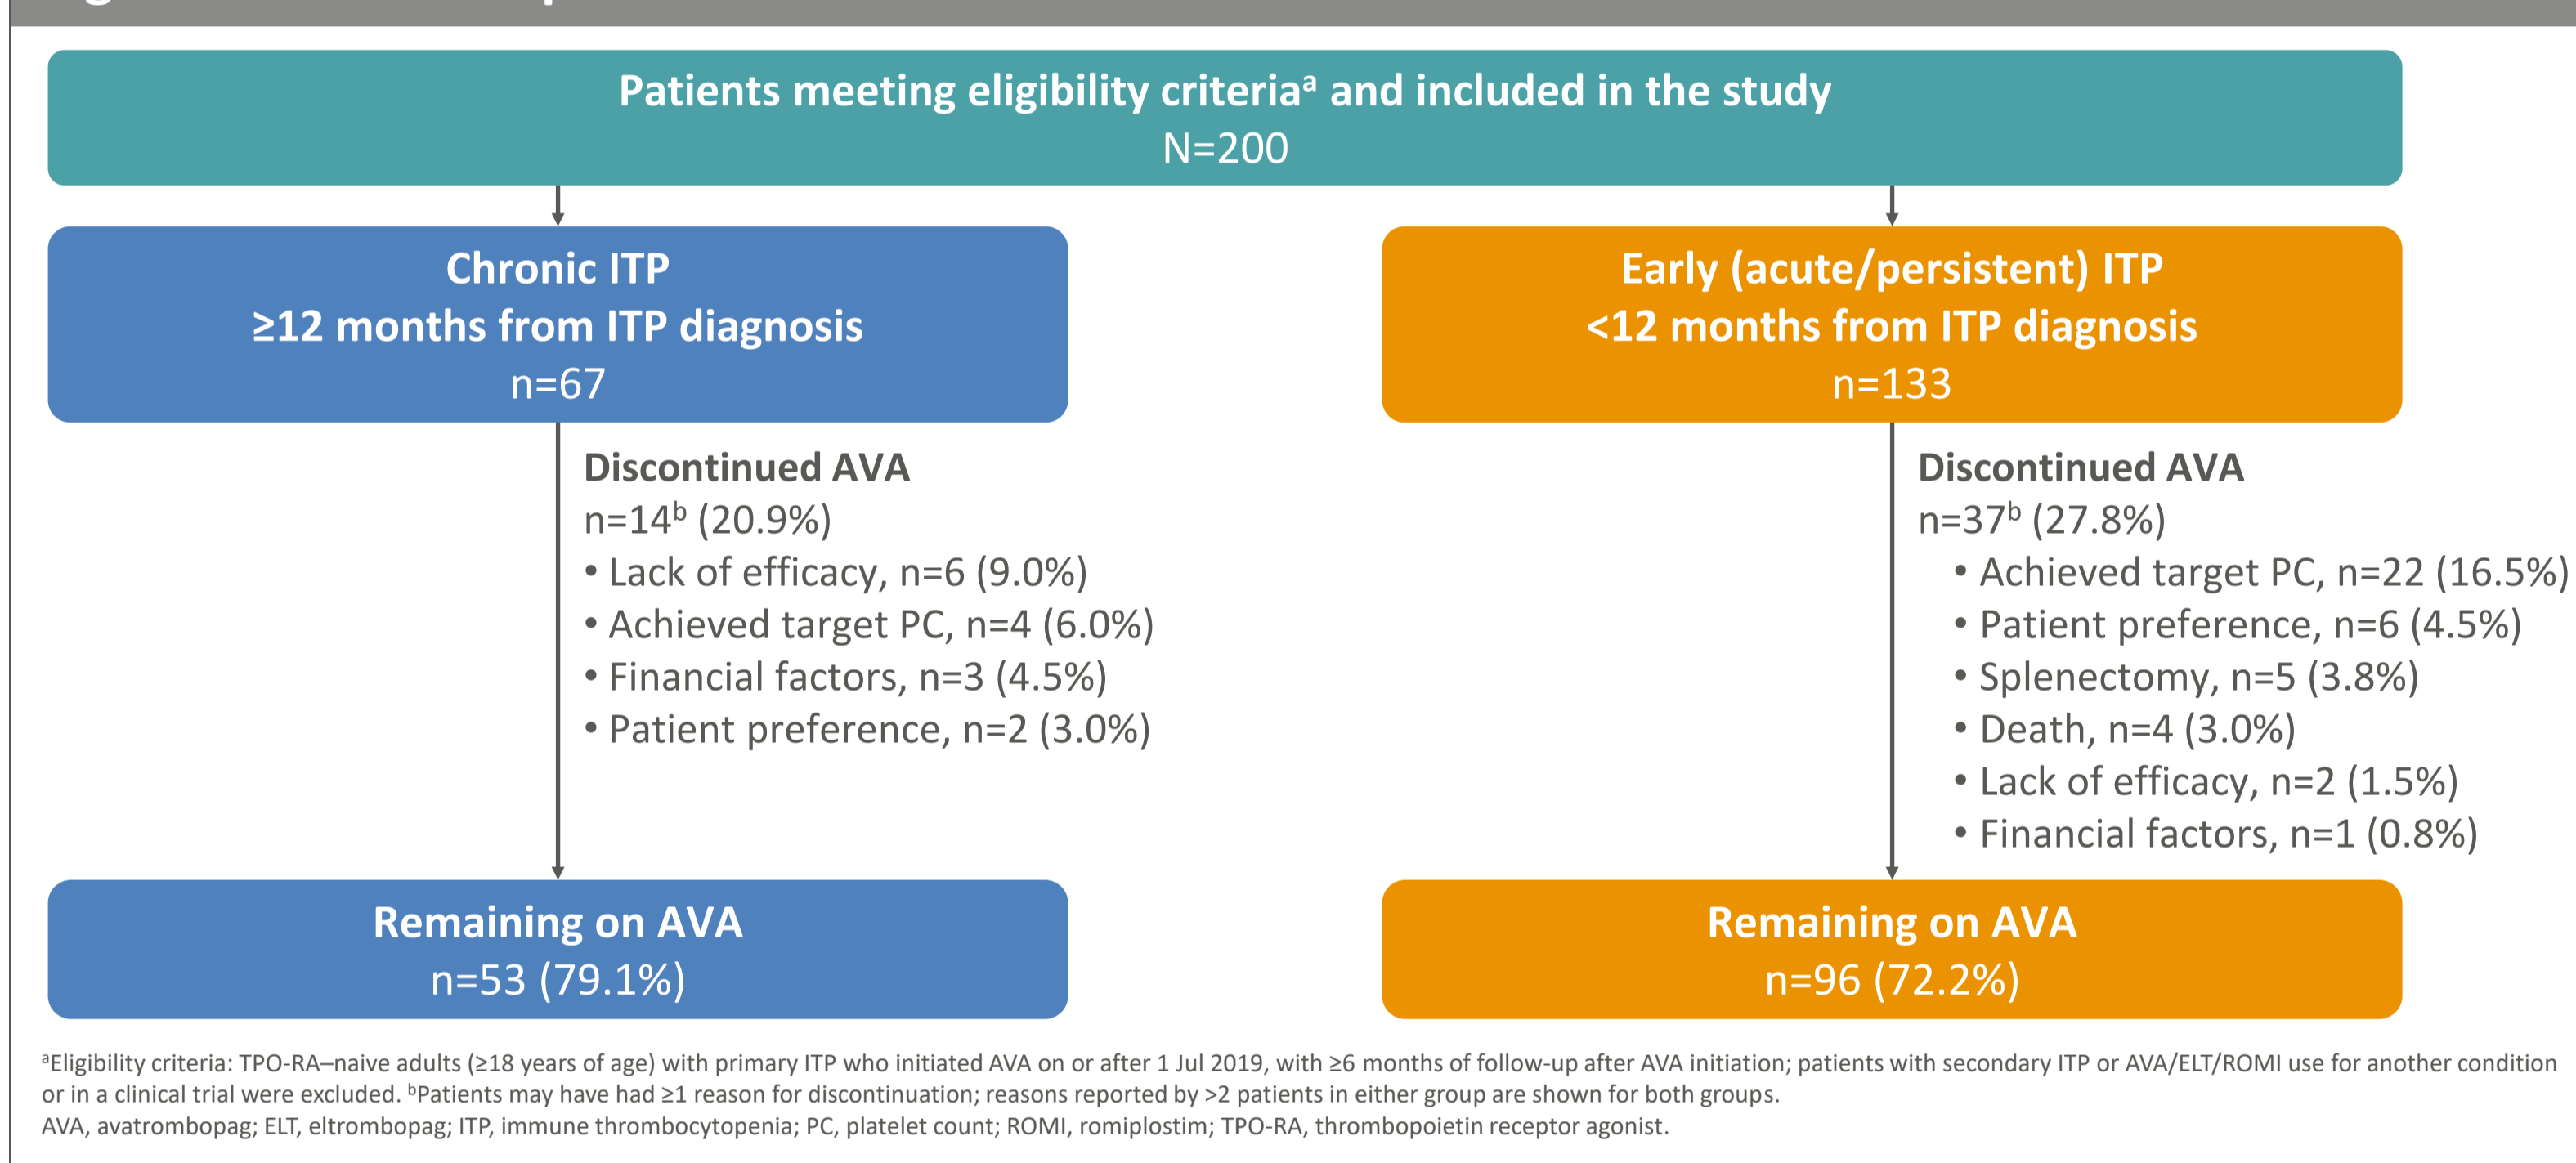 Patients meeting eligibility criteriaᵃ and included in the study
N=200
Chronic ITP
≥12 months from ITP diagnosis
n=67
Early (acute/persistent) ITP
<12 months from ITP diagnosis
n=133
Discontinued AVA
n=14ᵇ (20.9%)
• Lack of efficacy, n=6 (9.0%)
• Achieved target PC, n=4 (6.0%)
• Financial factors, n=3 (4.5%)
• Patient preference, n=2 (3.0%)
Discontinued AVA
n=37ᵇ (27.8%)
• Achieved target PC, n=22 (16.5%)
• Patient preference, n=6 (4.5%)
• Splenectomy, n=5 (3.8%)
• Death, n=4 (3.0%)
• Lack of efficacy, n=2 (1.5%)
• Financial factors, n=1 (0.8%)
Remaining on AVA
n=53 (79.1%)
Remaining on AVA
n=96 (72.2%)
ᵃEligibility criteria: TPO-RA–naive adults (≥18 years of age) with primary ITP who initiated AVA on or after 1 Jul 2019, with ≥6 months of follow-up after AVA initiation; patients with secondary ITP or AVA/ELT/ROMI use for another condition
or in a clinical trial were excluded. ᵇPatients may have had ≥1 reason for discontinuation; reasons reported by >2 patients in either group are shown for both groups.
AVA, avatrombopag; ELT, eltrombopag; ITP, immune thrombocytopenia; PC, platelet count; ROMI, romiplostim; TPO-RA, thrombopoietin receptor agonist.